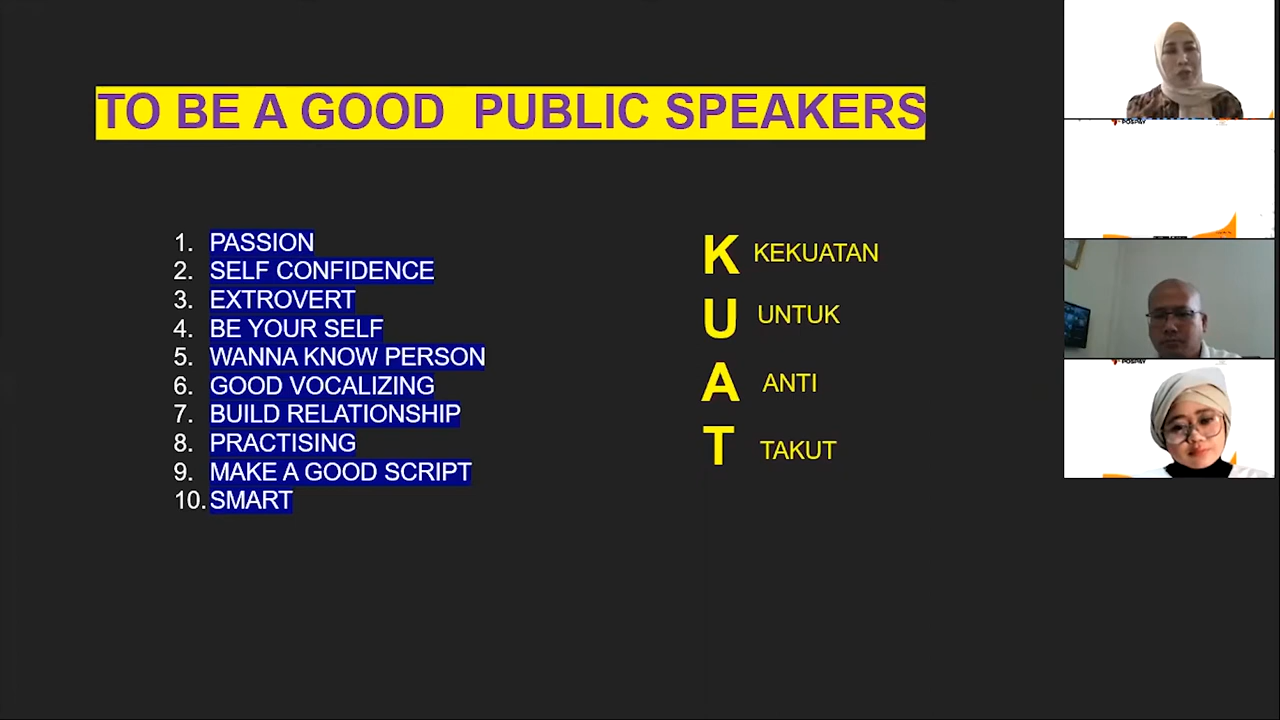 TO BE A GOOD PUBLIC SPEAKERS
1. PASSION
2. SELF CONFIDENCE
3. EXTROVERT
4. BE YOUR SELF
5. WANNA KNOW PERSON
6. GOOD VOCALIZING
7. BUILD RELATIONSHIP
8. PRACTISING
9. MAKE A GOOD SCRIPT
10. SMART
K KEKUATAN
U UNTUK
A ANTI
T TAKUT
POSPAY
POSPAY